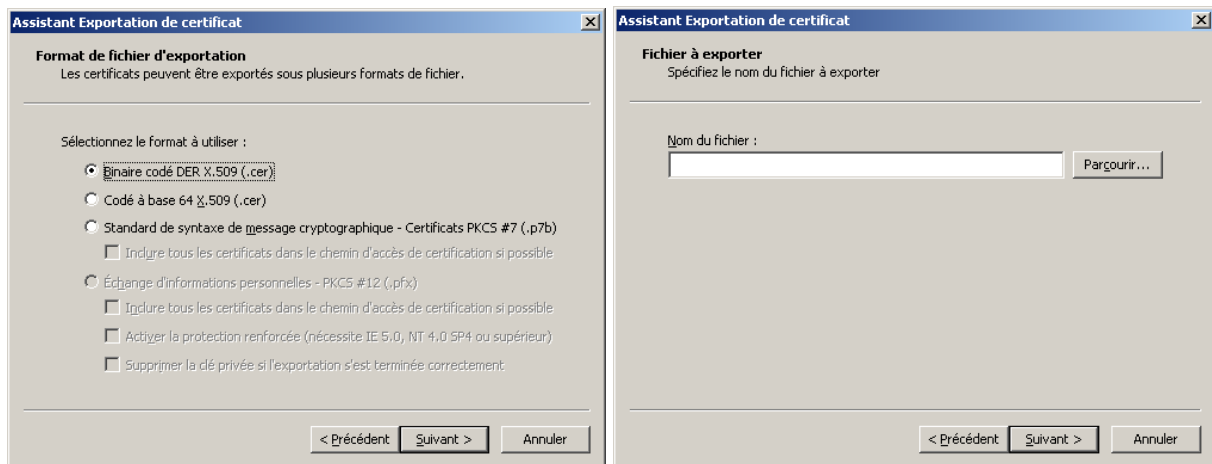 Assistant Exportation de certificat
Format de fichier d'exportation
Les certificats peuvent être exportés sous plusieurs formats de fichier.
Sélectionnez le format à utiliser :
Binaire codé DER X.509 (.cer)
Codé à base 64 X.509 (.cer)
Standard de syntaxe de message cryptographique - Certificats PKCS #7 (.p7b)
Inclure tous les certificats dans le chemin d'accès de certification si possible
Échange d'informations personnelles - PKCS #12 (.pfx)
Inclure tous les certificats dans le chemin d'accès de certification si possible
Activer la protection renforcée (nécessite IE 5.0, NT 4.0 SP4 ou supérieur)
Supprimer la clé privée si l'exportation s'est terminée correctement
< Précédent Suivant > Annuler
Assistant Exportation de certificat
Fichier à exporter
Spécifiez le nom du fichier à exporter
Nom du fichier :
Parcourir...
< Précédent Suivant > Annuler